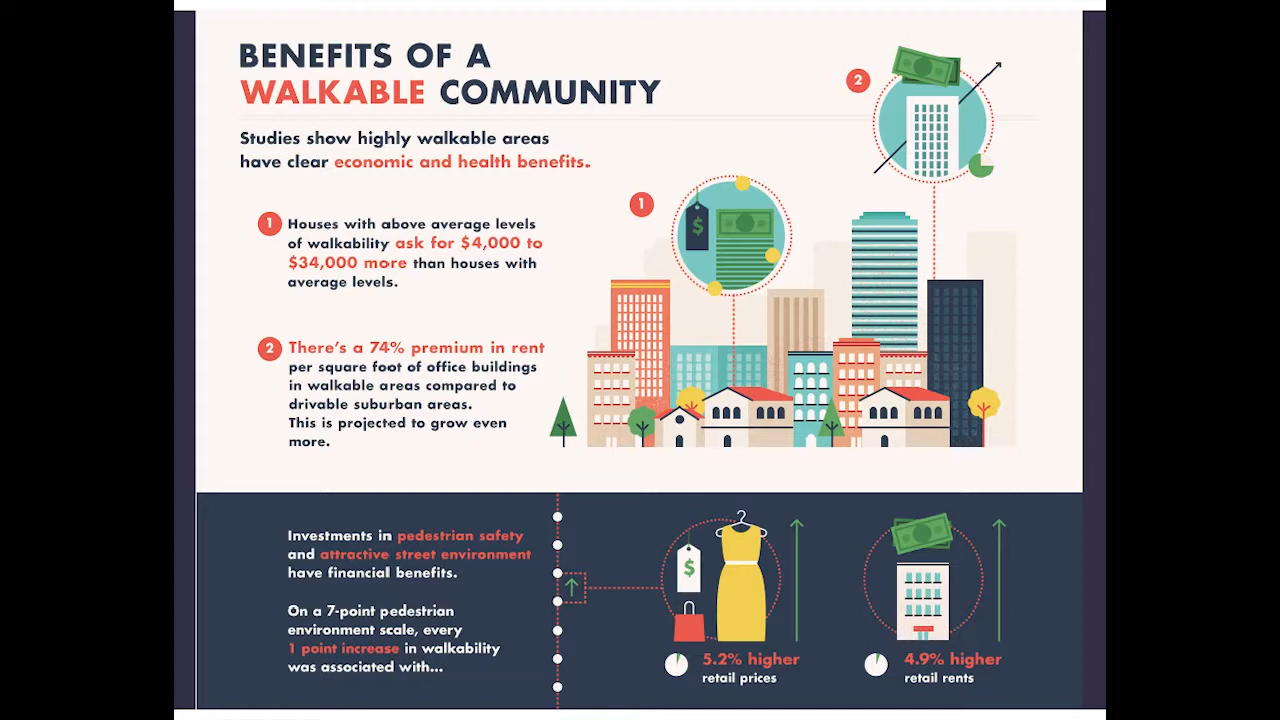 BENEFITS OF A
WALKABLE COMMUNITY
Studies show highly walkable areas
have clear economic and health benefits.
1
Houses with above average levels
of walkability ask for $4,000 to
$34,000 more than houses with
average levels.
2
There's a 74% premium in rent
per square foot of office buildings
in walkable areas compared to
drivable suburban areas.
This is projected to grow even
more.
1
$
2
Investments in pedestrian safety
and attractive street environment
have financial benefits.
On a 7-point pedestrian
environment scale, every
1 point increase in walkability
was associated with...
$
5.2% higher
retail prices
4.9% higher
retail rents